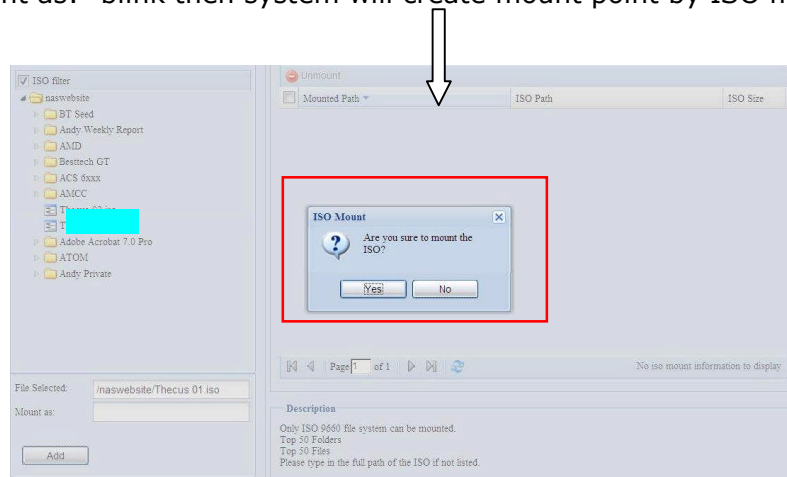 nt as:" blink then system will create mount point by ISO
ISO filter
naswebsite
BT Seed
Andy Weekly Report
AMD
Besttech GT
ACS 6xxx
AMCC
Adobe Acrobat 7.0 Pro
ATOM
Andy Private
File Selected: /naswebsite/Thecus 01.iso
Mount as:
Add
Unmount
Mounted Path ISO Path ISO Size
ISO Mount
Are you sure to mount the
ISO?
Yes No
Page 1 of 1 No iso mount information to display
Description
Only ISO 9660 file system can be mounted.
Top 50 Folders
Top 50 Files
Please type in the full path of the ISO if not listed.